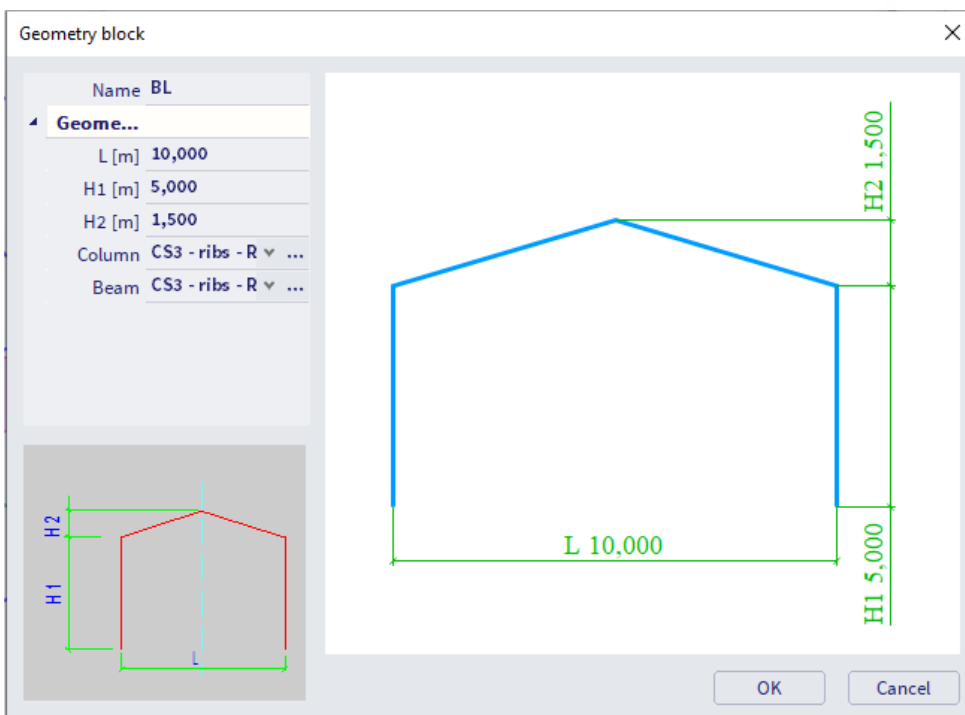 Geometry block
Name BL
Geome...
L [m] 10,000
H1 [m] 5,000
H2 [m] 1,500
Column CS3 - ribs - R ...
Beam CS3 - ribs - R ...
H2
H1
L
H2 1,500
L 10,000
H1 5,000
OK Cancel